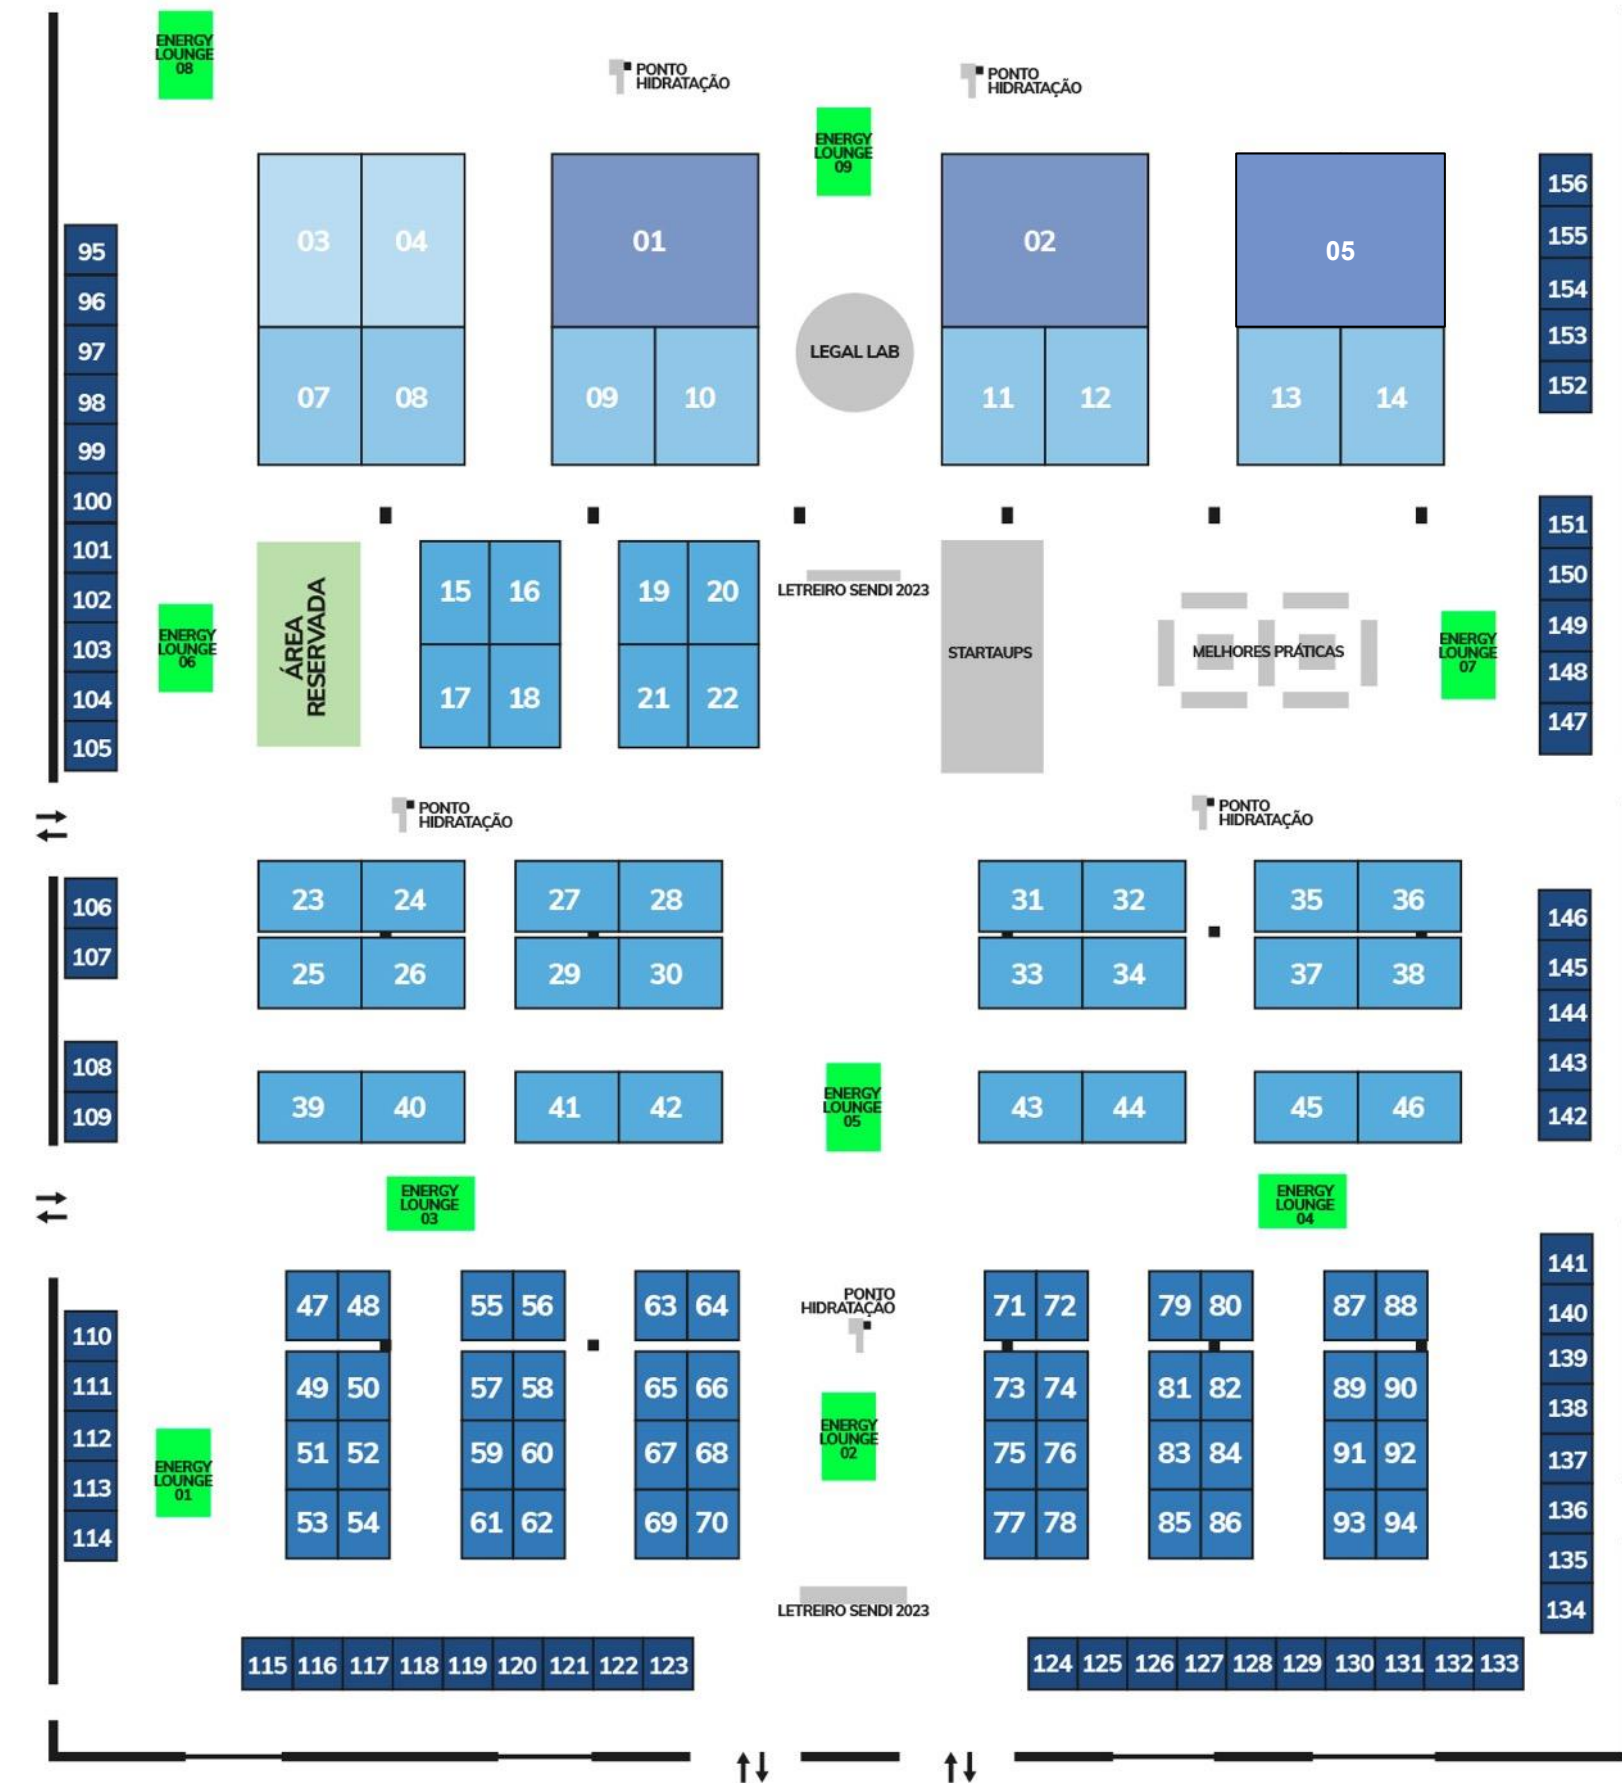 ENERGY
LOUNGE
08
PONTO
HIDRATAÇÃO
PONTO
HIDRATAÇÃO
ENERGY
LOUNGE
09
03 04 01 02 05
LEGAL LAB
07 08 09 10 11 12 13 14
95
96
97
98
99
100
101
102
103
104
105
156
155
154
153
152
151
150
149
148
147
ENERGY
LOUNGE
06
ÁREA
RESERVADA
15 16 19 20
17 18 21 22
LETREIRO SENDI 2023
STARTAUPS
MELHORES PRÁTICAS
ENERGY
LOUNGE
07
PONTO
HIDRATAÇÃO
PONTO
HIDRATAÇÃO
106
107
108
109
23 24 27 28 31 32 35 36
25 26 29 30 33 34 37 38
39 40 41 42 43 44 45 46
ENERGY
LOUNGE
05
146
145
144
143
142
ENERGY
LOUNGE
03
ENERGY
LOUNGE
04
110
111
112
113
114
ENERGY
LOUNGE
01
47 48 55 56 63 64
49 50 57 58 65 66
51 52 59 60 67 68
53 54 61 62 69 70
PONTO
HIDRATAÇÃO
ENERGY
LOUNGE
02
71 72 79 80 87 88
73 74 81 82 89 90
75 76 83 84 91 92
77 78 85 86 93 94
141
140
139
138
137
136
135
134
LETREIRO SENDI 2023
115 116 117 118 119 120 121 122 123
124 125 126 127 128 129 130 131 132 133